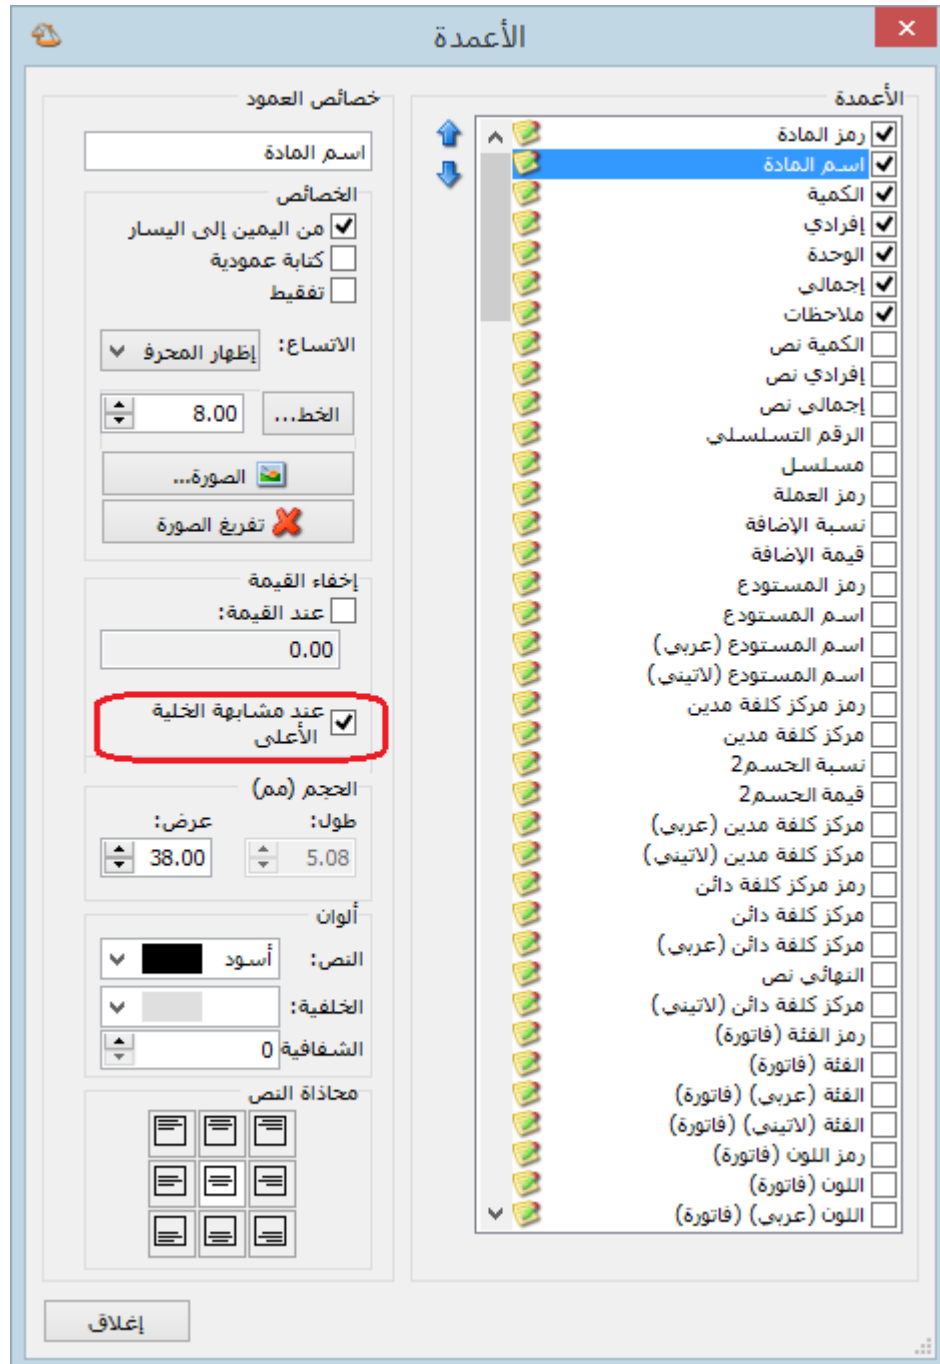 الأعمدة
الأعمدة
رمز المادة
اسم المادة
الكمية
إفرادي
الوحدة
إجمالي
ملاحظات
الكمية نص
إفرادي نص
إجمالي نص
الرقم التسلسلي
مسلسل
رمز العملة
نسبة الإضافة
قيمة الإضافة
رمز المستودع
اسم المستودع
اسم المستودع (عربي)
اسم المستودع (لاتيني)
رمز مركز كلفة مدين
مركز كلفة مدين
نسبة الحسم2
قيمة الحسم2
مركز كلفة مدين (عربي)
مركز كلفة مدين (لاتيني)
رمز مركز كلفة دائن
مركز كلفة دائن
مركز كلفة دائن (عربي)
النهائي نص
مركز كلفة دائن (لاتيني)
رمز الفئة (فاتورة)
الفئة (فاتورة)
الفئة (عربي) (فاتورة)
الفئة (لاتيني) (فاتورة)
رمز اللون (فاتورة)
اللون (فاتورة)
اللون (عربي) (فاتورة)
خصائص العمود
اسم المادة
الخصائص
من اليمين إلى اليسار
كتابة عمودية
تفقيط
الاتساع: إظهار المحرف
الخط... 8.00
الصورة...
تفريغ الصورة
إخفاء القيمة
عند القيمة:
0.00
عند مشابهة الخلية
الأعلى
الحجم (مم)
طول: عرض:
5.08 38.00
ألوان
النص: أسود
الخلفية:
الشفافية 0
محاذاة النص
إغلاق